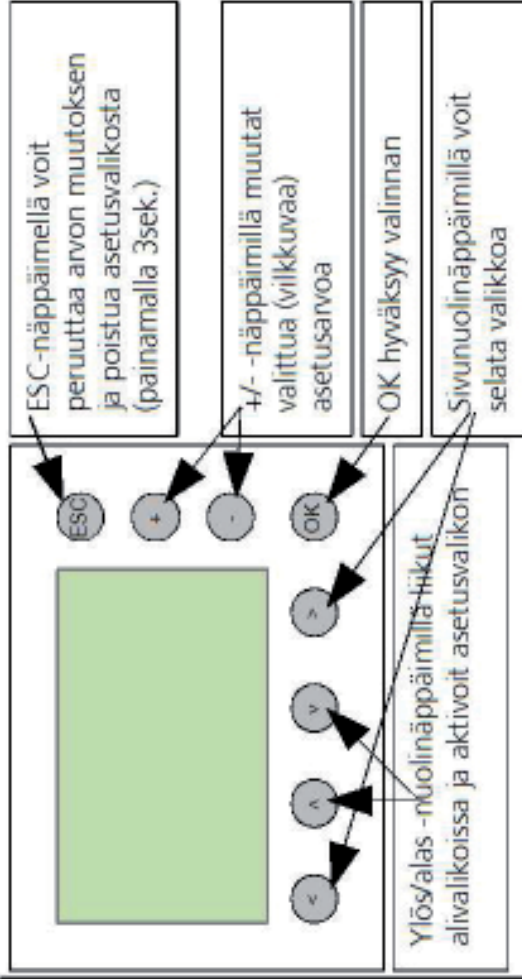 ESC-näppäimellä voit
peruuttaa arvon muutoksen
ja poistua asetusvalikosta
(painamalla 3sek.)
+/- -näppäimillä muutat
valittua (vilkkuvaa)
asetusarvoa
OK hyväksyy valinnan
Sivunuolinäppäimillä voit
selata valikkoa
ESC
+
-
OK
< < > >
Ylös/alas -nuolinäppäimillä liikut
alivalikoissa ja aktivoit asetusvalikon